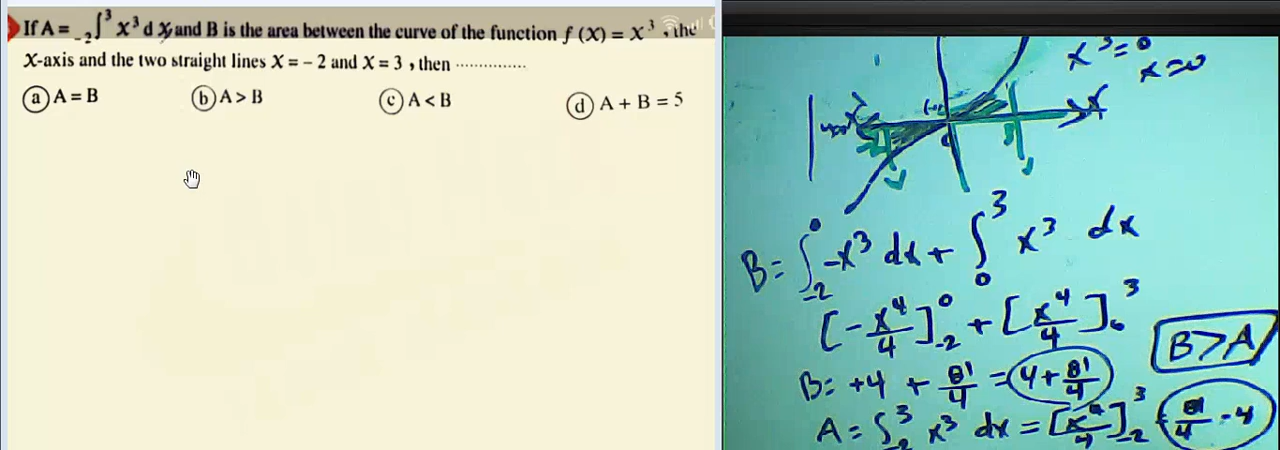 If A = ₋₂∫³ x³ d x, and B is the area between the curve of the function f (X) = X³ , the
X-axis and the two straight lines X = – 2 and X = 3 , then ..............
(a) A = B (b) A > B (c) A < B (d) A + B = 5
x³ = 0
x = 0
B = ∫₋₂⁰ -x³ dx + ∫₀³ x³ dx
[-x⁴/4]₋₂⁰ + [x⁴/4]₀³
B > A
B = +4 + 81/4 = 4 + 81/4
A = ∫₋₂³ x³ dx = [x⁴/4]₋₂³ = 81/4 - 4